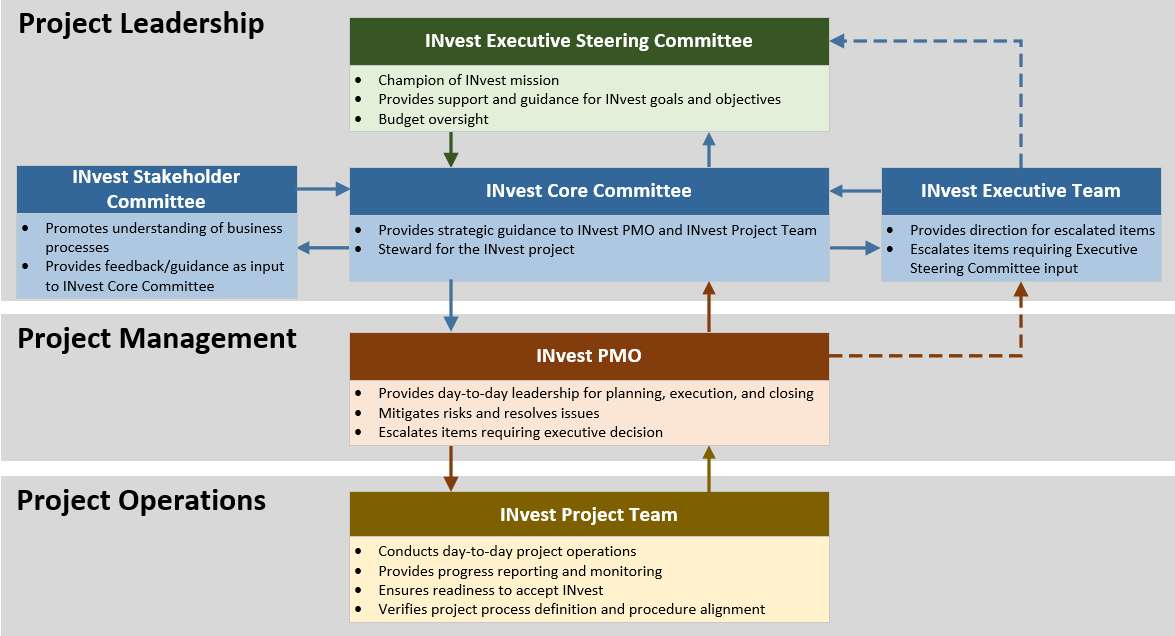 Project Leadership
INvest Executive Steering Committee
• Champion of INvest mission
• Provides support and guidance for INvest goals and objectives
• Budget oversight
INvest Stakeholder
Committee
• Promotes understanding of business
processes
• Provides feedback/guidance as input
to INvest Core Committee
INvest Core Committee
• Provides strategic guidance to INvest PMO and INvest Project Team
• Steward for the INvest project
INvest Executive Team
• Provides direction for escalated items
• Escalates items requiring Executive
Steering Committee input
Project Management
INvest PMO
• Provides day-to-day leadership for planning, execution, and closing
• Mitigates risks and resolves issues
• Escalates items requiring executive decision
Project Operations
INvest Project Team
• Conducts day-to-day project operations
• Provides progress reporting and monitoring
• Ensures readiness to accept INvest
• Verifies project process definition and procedure alignment